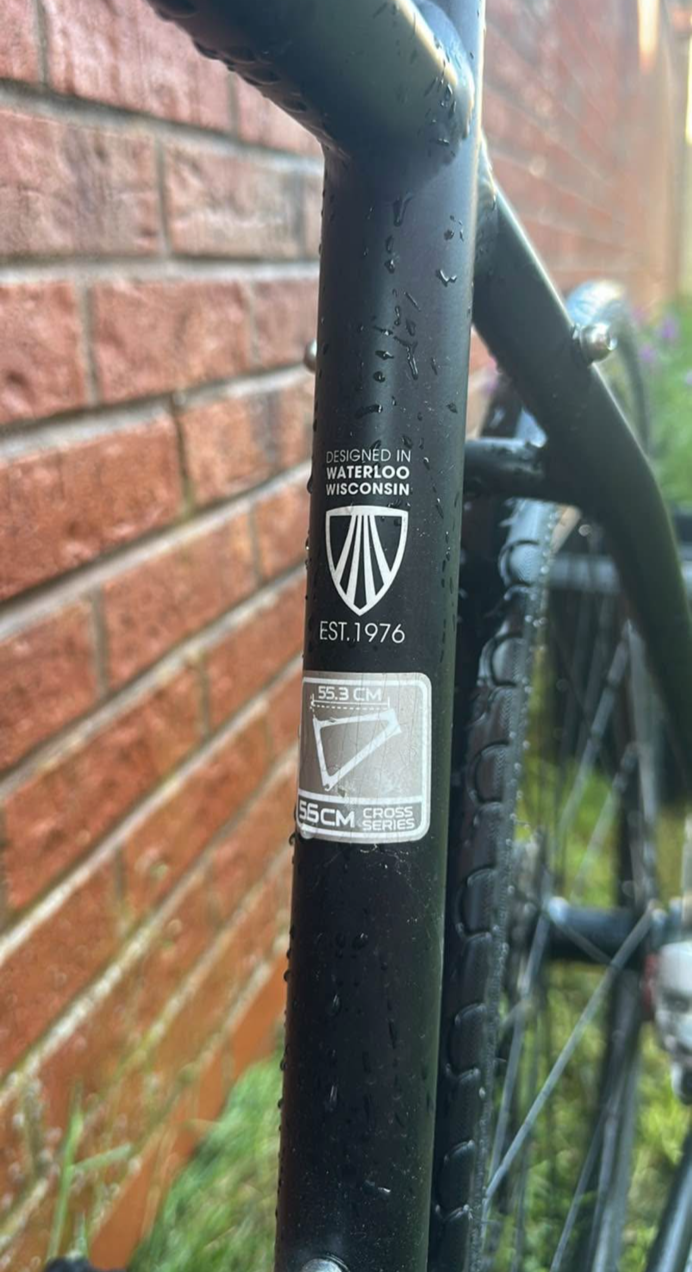 DESIGNED IN
WATERLOO
WISCONSIN
EST.1976
55.3 CM
56CM CROSS
SERIES